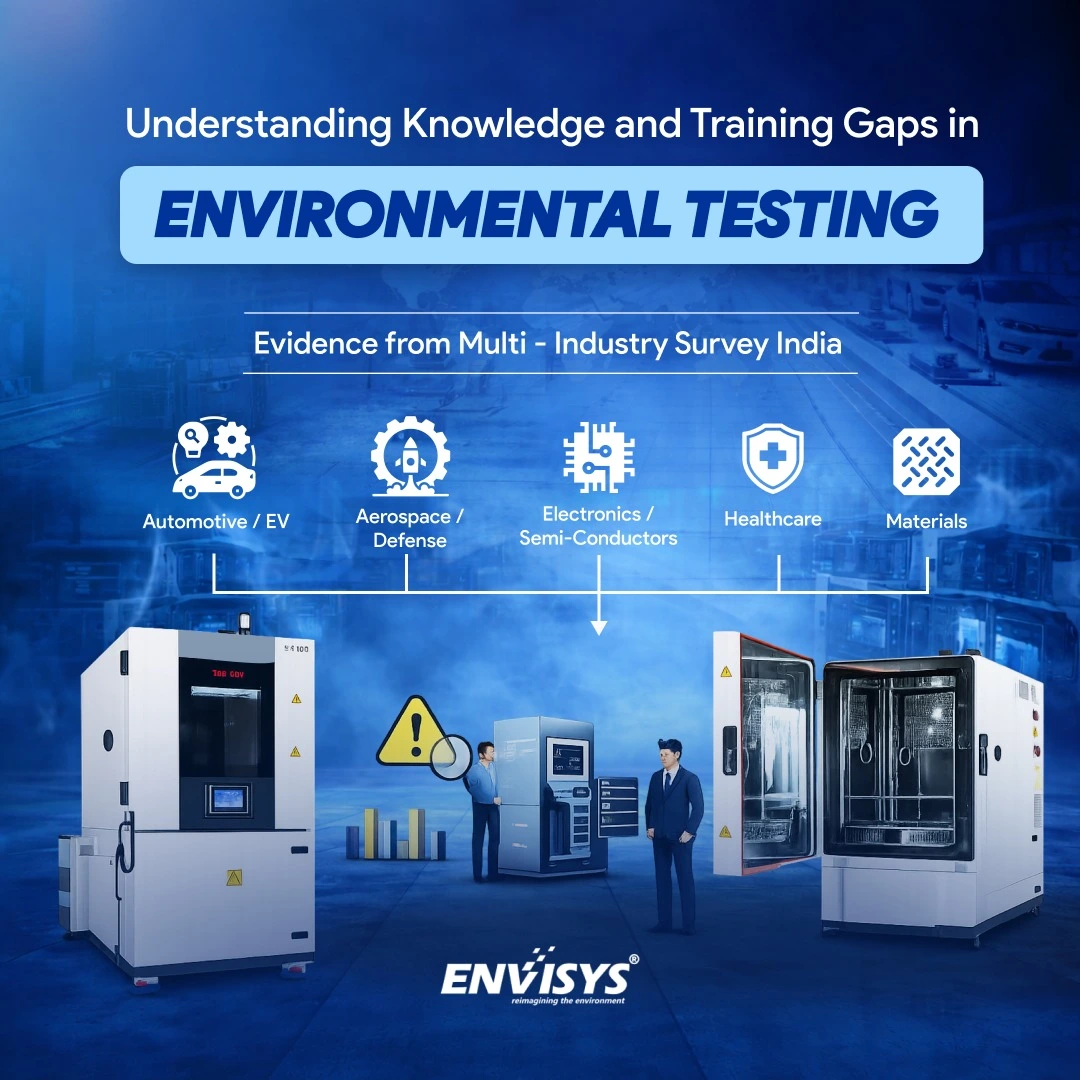 Understanding Knowledge and Training Gaps in
ENVIRONMENTAL TESTING
Evidence from Multi - Industry Survey India
Automotive / EV
Aerospace /
Defense
Electronics /
Semi-Conductors
Healthcare
Materials
ENVISYS®
reimagining the environment